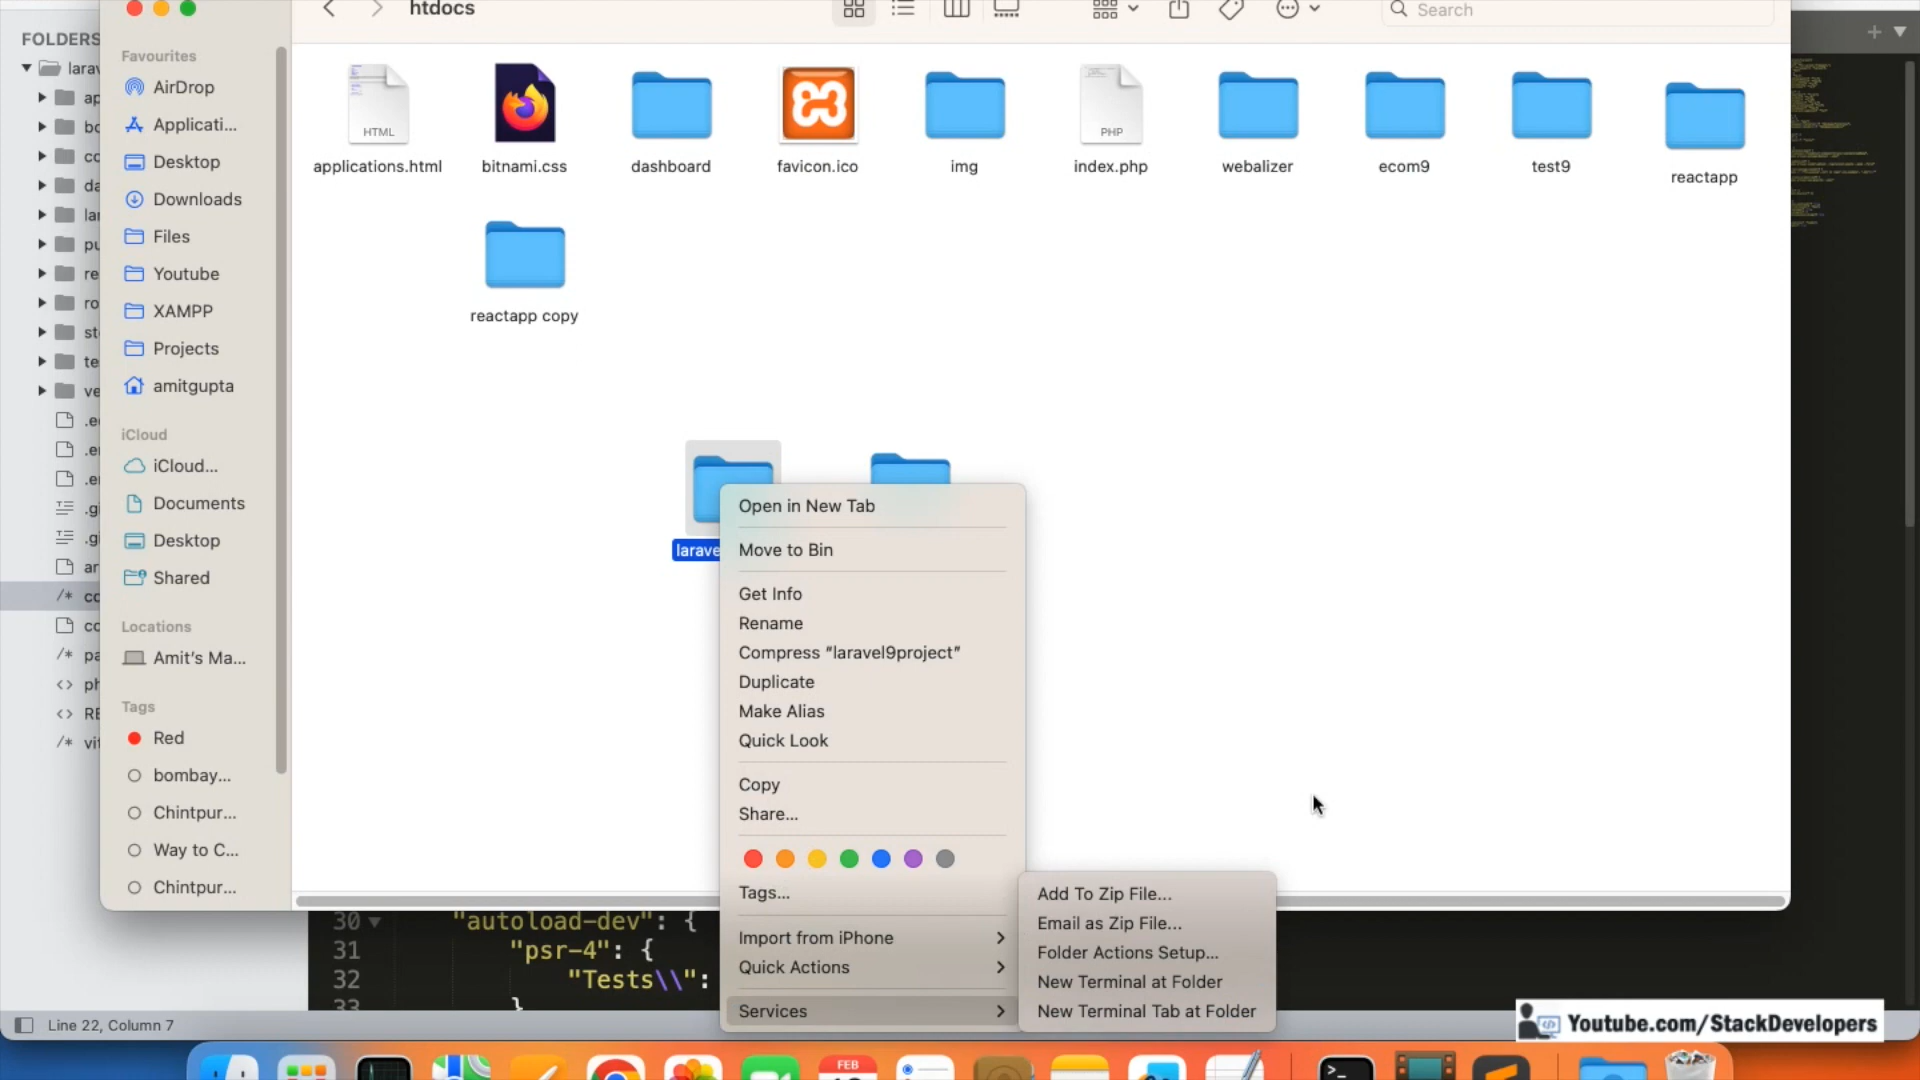 htdocs
Search
FOLDERS
Favourites
AirDrop
Applicati...
Desktop
Downloads
Files
Youtube
XAMPP
Projects
amitgupta
iCloud
iCloud...
Documents
Desktop
Shared
Locations
Amit's Ma...
Tags
Red
bombay...
Chintpur...
Way to C...
Chintpur...
HTML
PHP
applications.html
bitnami.css
dashboard
favicon.ico
img
index.php
webalizer
ecom9
test9
reactapp
reactapp copy
Open in New Tab
Move to Bin
Get Info
Rename
Compress "laravel9project"
Duplicate
Make Alias
Quick Look
Copy
Share...
Tags...
Import from iPhone
Quick Actions
Services
Add To Zip File...
Email as Zip File...
Folder Actions Setup...
New Terminal at Folder
New Terminal Tab at Folder
30 "autoload-dev": {
31 "psr-4": {
32 "Tests\\":
33 }
Line 22, Column 7
Youtube.com/StackDevelopers
FEB